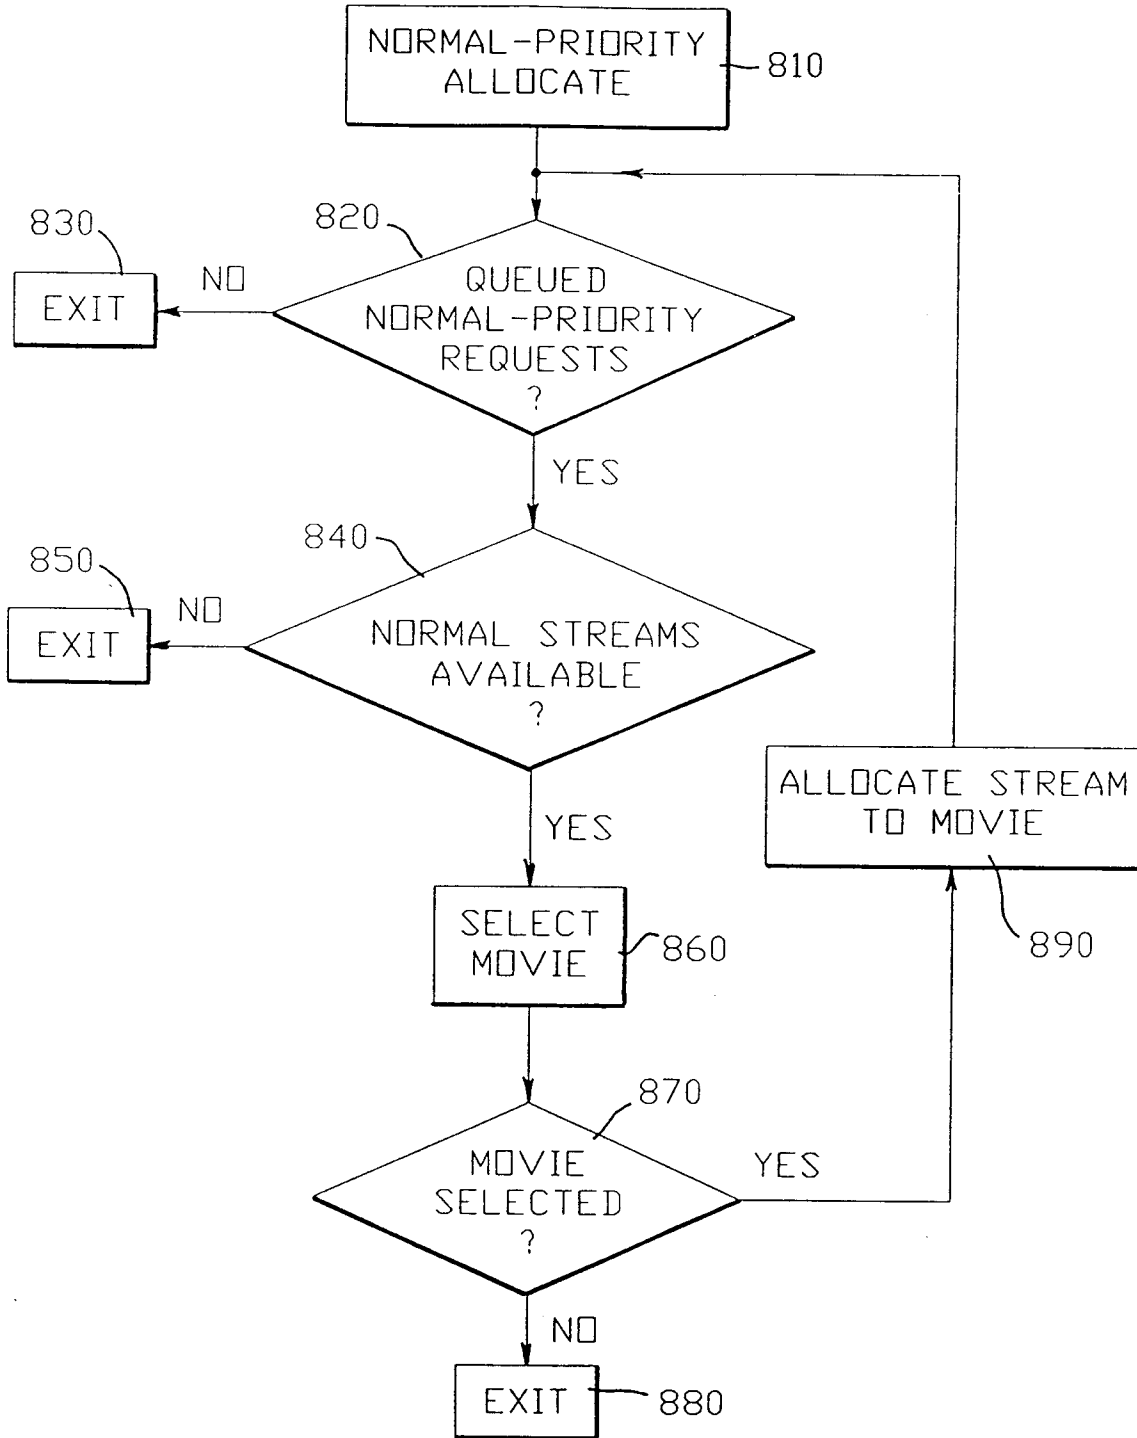 NORMAL-PRIORITY
ALLOCATE
810
820
830
NO
EXIT
QUEUED
NORMAL-PRIORITY
REQUESTS
?
YES
840
850
NO
EXIT
NORMAL STREAMS
AVAILABLE
?
YES
ALLOCATE STREAM
TO MOVIE
890
SELECT
MOVIE
860
870
MOVIE
SELECTED
?
YES
NO
EXIT
880